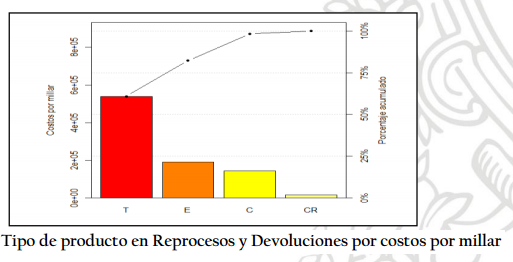 8e+05
6e+05
4e+05
2e+05
0e+00
Costos por millar
100%
75%
50%
25%
0%
Porcentaje acumulado
T E C CR
Tipo de producto en Reprocesos y Devoluciones por costos por millar